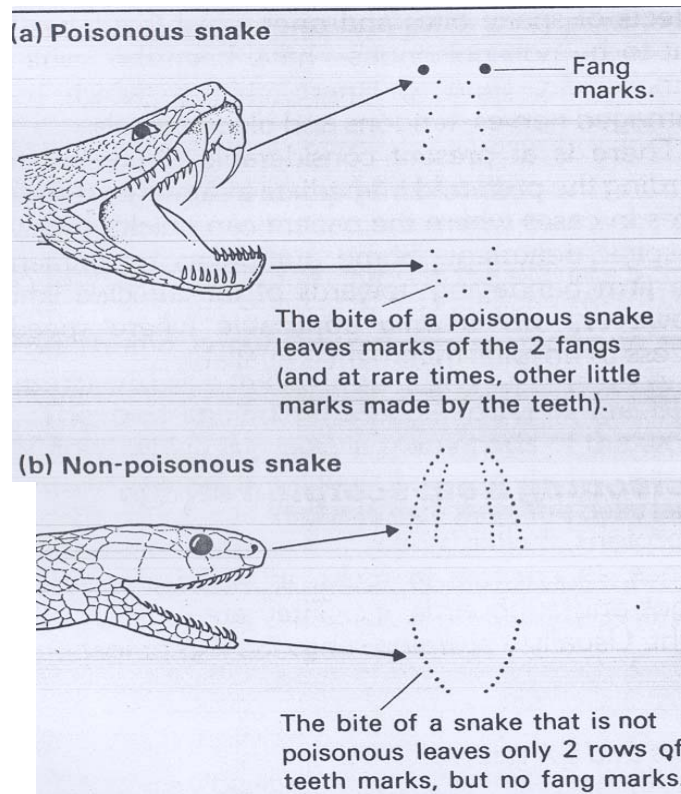 (a) Poisonous snake
Fang
marks.
The bite of a poisonous snake
leaves marks of the 2 fangs
(and at rare times, other little
marks made by the teeth).
(b) Non-poisonous snake
The bite of a snake that is not
poisonous leaves only 2 rows of
teeth marks, but no fang marks.